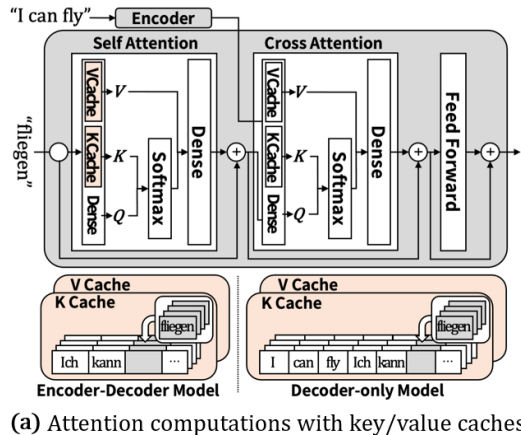 “I can fly”
Encoder
Self Attention
Cross Attention
“fliegen”
VCache
V
KCache
K
Dense
Q
Softmax
Dense
+
VCache
V
KCache
K
Dense
Q
Softmax
Dense
+
Feed Forward
+
V Cache
K Cache
fliegen
Ich kann ...
Encoder-Decoder Model
V Cache
K Cache
fliegen
I can fly Ich kann ...
Decoder-only Model
(a) Attention computations with key/value caches